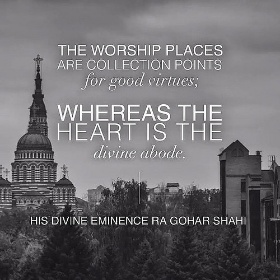 THE WORSHIP PLACES
ARE COLLECTION POINTS
for good virtues;
WHEREAS THE
HEART IS THE
divine abode.
HIS DIVINE EMINENCE RA GOHAR SHAHI